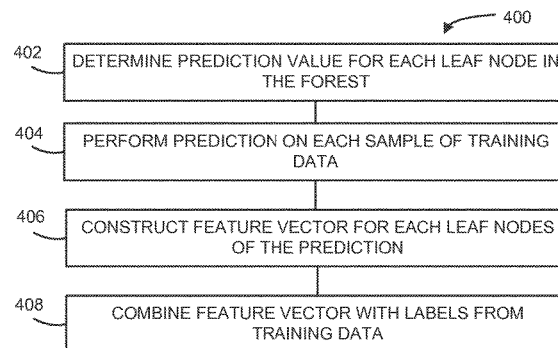 400
402
DETERMINE PREDICTION VALUE FOR EACH LEAF NODE IN
THE FOREST
404
PERFORM PREDICTION ON EACH SAMPLE OF TRAINING
DATA
406
CONSTRUCT FEATURE VECTOR FOR EACH LEAF NODES
OF THE PREDICTION
408
COMBINE FEATURE VECTOR WITH LABELS FROM
TRAINING DATA